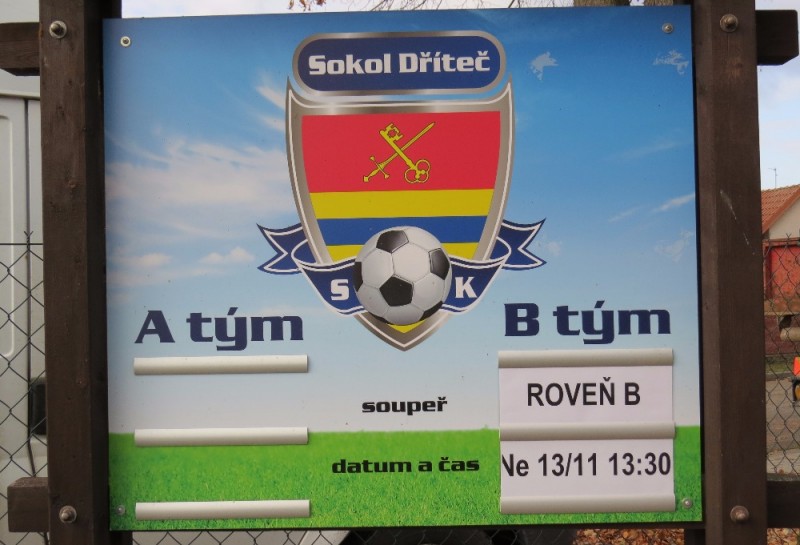 Sokol Dříteč
S K
A tým
B tým
soupeř
ROVEŇ B
datum a čas
Ne 13/11 13:30